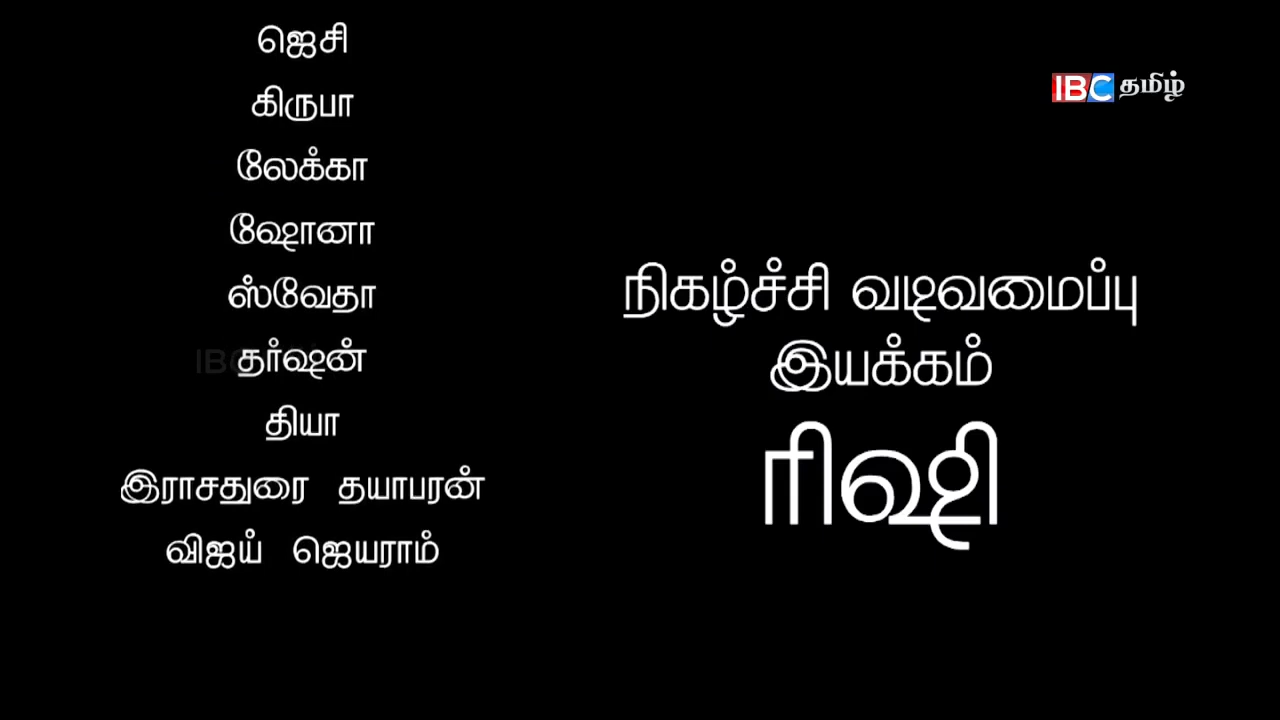 ஜெசி
கிருபா
லேக்கா
ஷோனா
ஸ்வேதா
தர்ஷன்
தியா
இராசதுரை தயாபரன்
விஜய் ஜெயராம்
IBC தமிழ்
நிகழ்ச்சி வடிவமைப்பு
இயக்கம்
ரிஷி